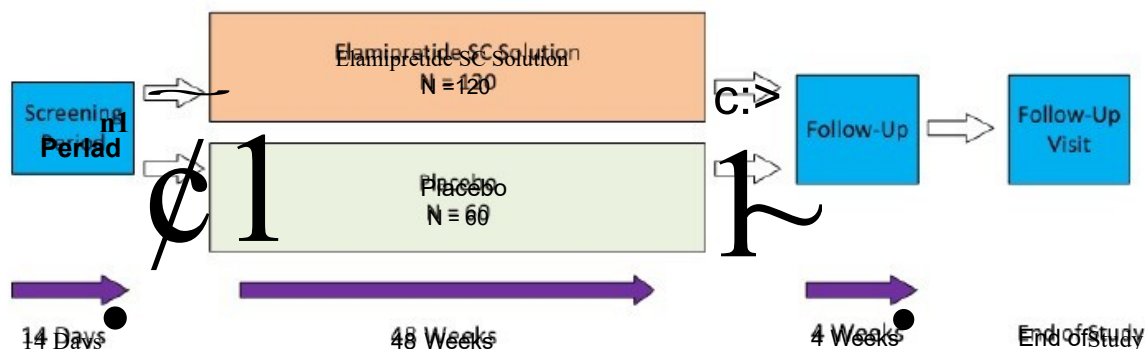 Elamipretide SC Solution
N = 120
Screening
Period
Follow-Up
Follow-Up
Visit
Placebo
N = 60
14 Days
48 Weeks
4 Weeks
End of Study